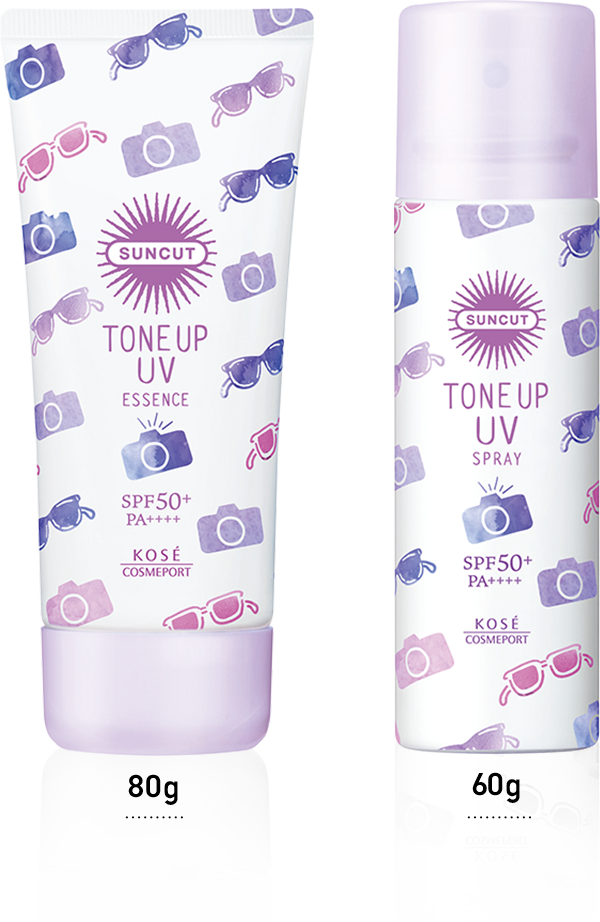 SUNCUT
TONE UP
UV
ESSENCE
SPF50+
PA++++
KOSÉ
COSMEPORT
80g
SUNCUT
TONE UP
UV
SPRAY
SPF50+
PA++++
KOSÉ
COSMEPORT
60g